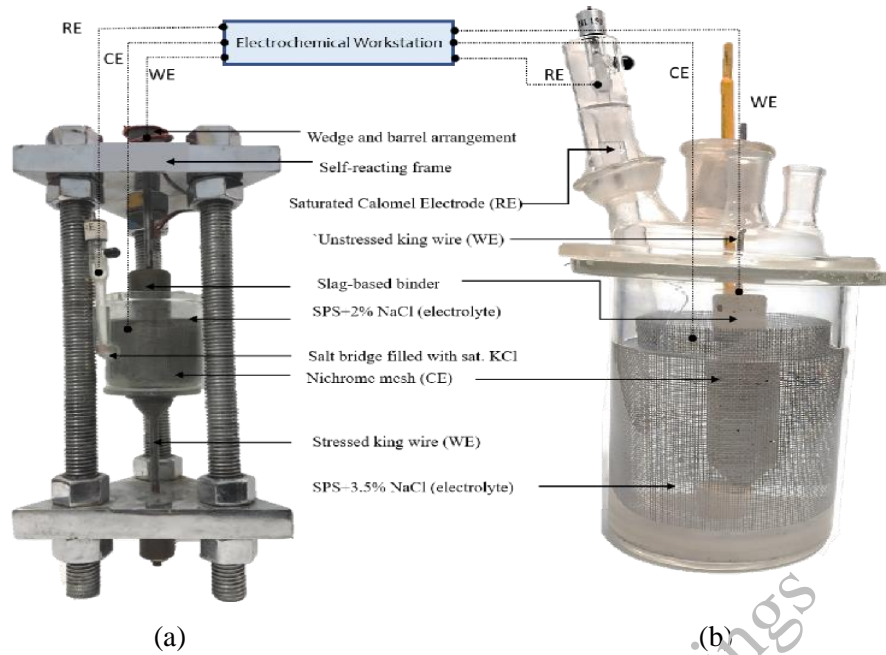 RE
CE
WE
Electrochemical Workstation
RE
CE
WE
Wedge and barrel arrangement
Self-reacting frame
Saturated Calomel Electrode (RE)
`Unstressed king wire (WE)
Slag-based binder
SPS+2% NaCl (electrolyte)
Salt bridge filled with sat. KCl
Nichrome mesh (CE)
Stressed king wire (WE)
SPS+3.5% NaCl (electrolyte)
(a)
(b)